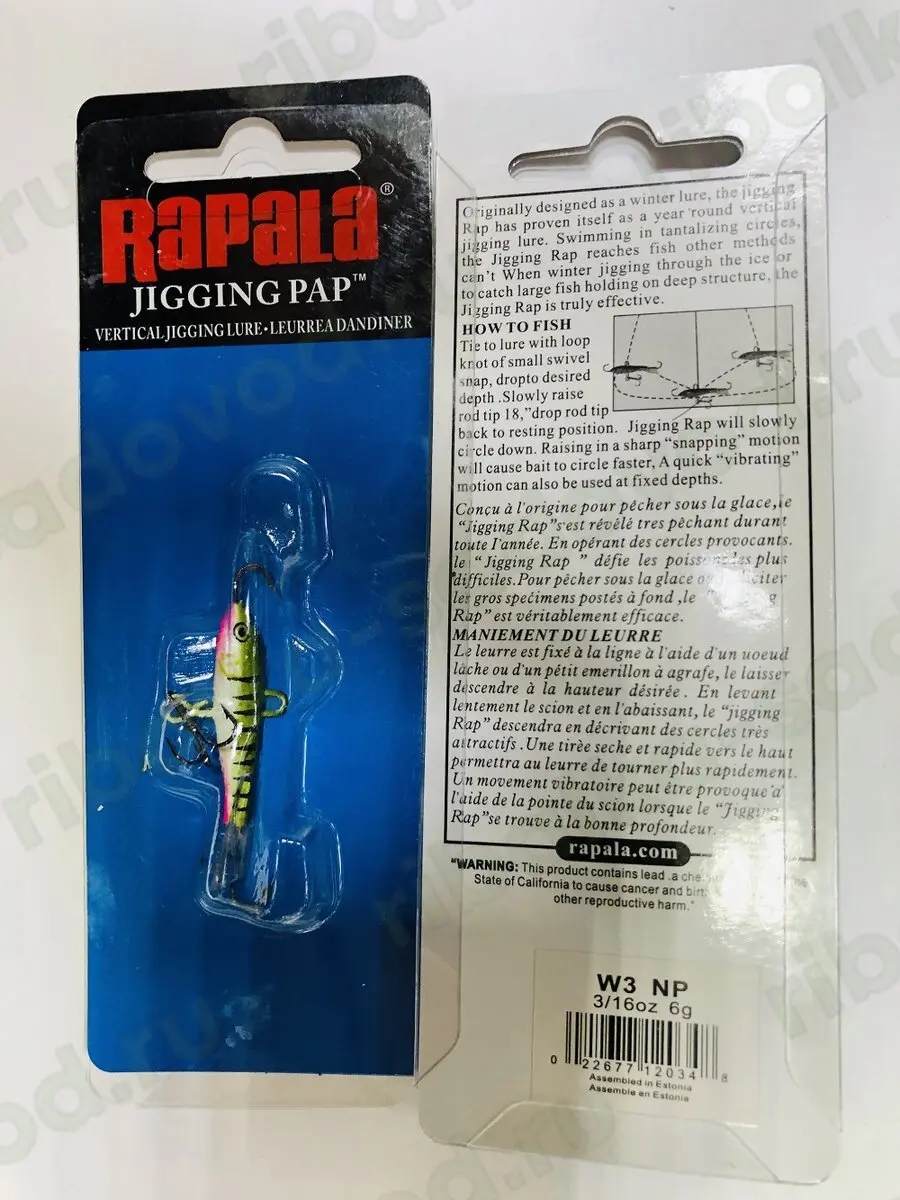 RAPALA®
JIGGING PAP™
VERTICAL JIGGING LURE•LEURRE A DANDINER
Originally designed as a winter lure, the jigging
Rap has proven itself as a year 'round vertical
jigging lure. Swimming in tantalizing circles,
the Jigging Rap reaches fish other methods
can't When winter jigging through the ice or
to catch large fish holding on deep structure, the
Jigging Rap is truly effective.
HOW TO FISH
Tie to lure with loop
knot of small swivel
snap, dropto desired
depth .Slowly raise
rod tip 18,"drop rod tip
back to resting position. Jigging Rap will slowly
circle down. Raising in a sharp "snapping" motion
will cause bait to circle faster, A quick "vibrating"
motion can also be used at fixed depths.
Conçu à l'origine pour pêcher sous la glace,le
"Jigging Rap"s'est révélé tres pêchant durant
toute l'année. En opérant des cercles provocants.
le " Jigging Rap " défie les poissons les plus
difficiles.Pour pêcher sous la glace
les gros specimens postés à fond ,le "
Rap" est véritablement efficace.
MANIEMENT DU LEURRE
Le leurre est fixé à la ligne à l'aide d'un uoeud
lâche ou d'un pétit emerillon à agrafe, le laisser
descendre à la hauteur désirée. En levant
lentement le scion et en l'abaissant, le "jigging
Rap" descendra en décrivant des cercles très
attractifs .Une tirèe seche et rapide vers le haut
permettra au leurre de tourner plus rapidement.
Un movement vibratoire peut étre provoque a'
l'aide de la pointe du scion lorsque le "Jigging
Rap"se trouve à la bonne profondeur.
rapala.com
"WARNING: This product contains lead .a
State of California to cause cancer and
other reproductive harm."
W3 NP
3/16oz 6g
0 22677 12034 8
Assembled in Estonia
Assemble en Estonie